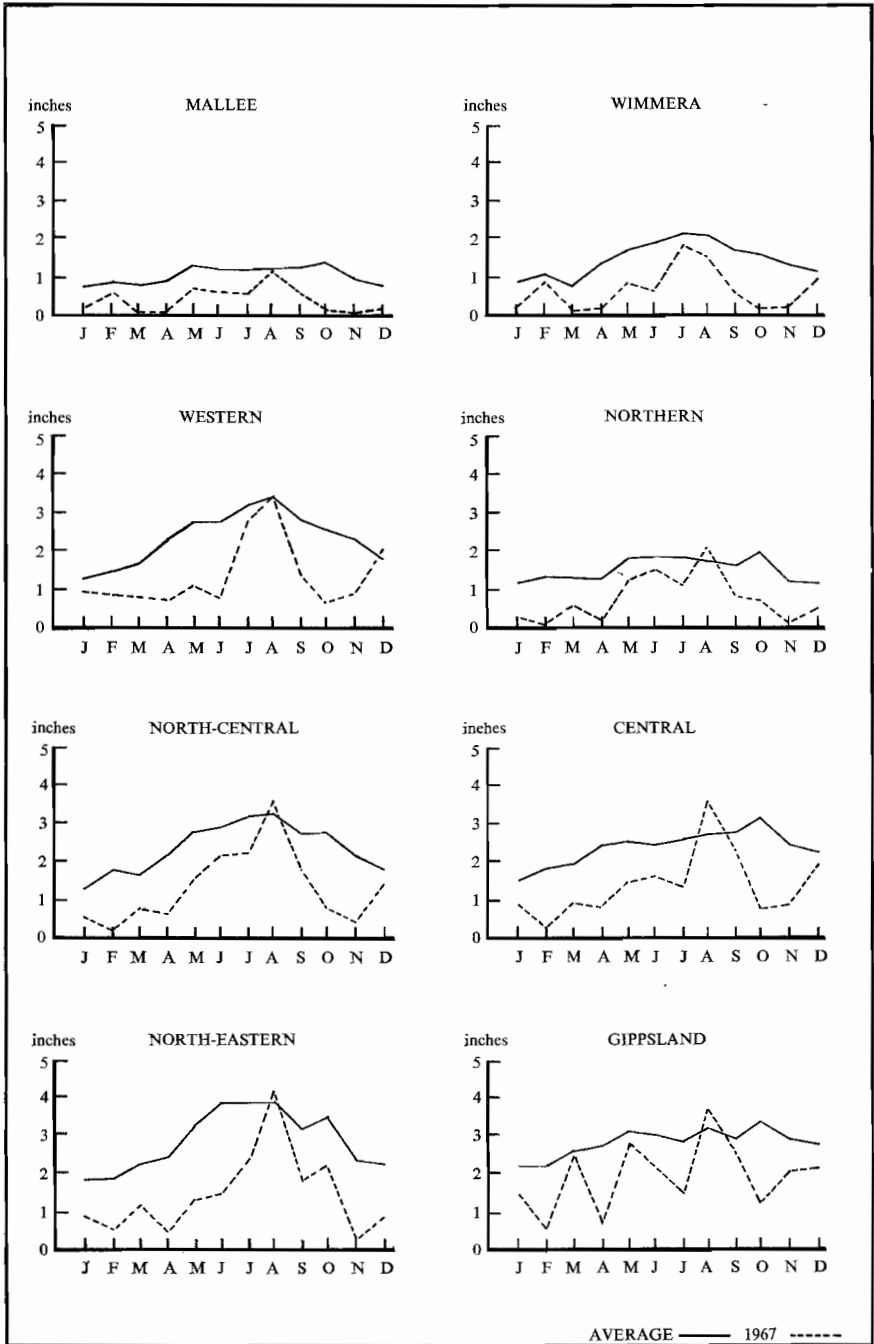 inches MALLEE
5
4
3
2
1
0
J F M A M J J A S O N D
inches WIMMERA
5
4
3
2
1
0
J F M A M J J A S O N D
inches WESTERN
5
4
3
2
1
0
J F M A M J J A S O N D
inches NORTHERN
5
4
3
2
1
0
J F M A M J J A S O N D
inches NORTH-CENTRAL
5
4
3
2
1
0
J F M A M J J A S O N D
inches CENTRAL
5
4
3
2
1
0
J F M A M J J A S O N D
inches NORTH-EASTERN
5
4
3
2
1
0
J F M A M J J A S O N D
inches GIPPSLAND
5
4
3
2
1
0
J F M A M J J A S O N D
AVERAGE 1967